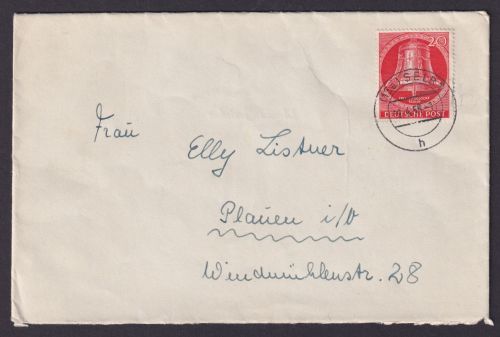 20
DEUTSCHE POST
h
Frau
Elly Listner
Plauen i/V
Windmühlenstr. 28